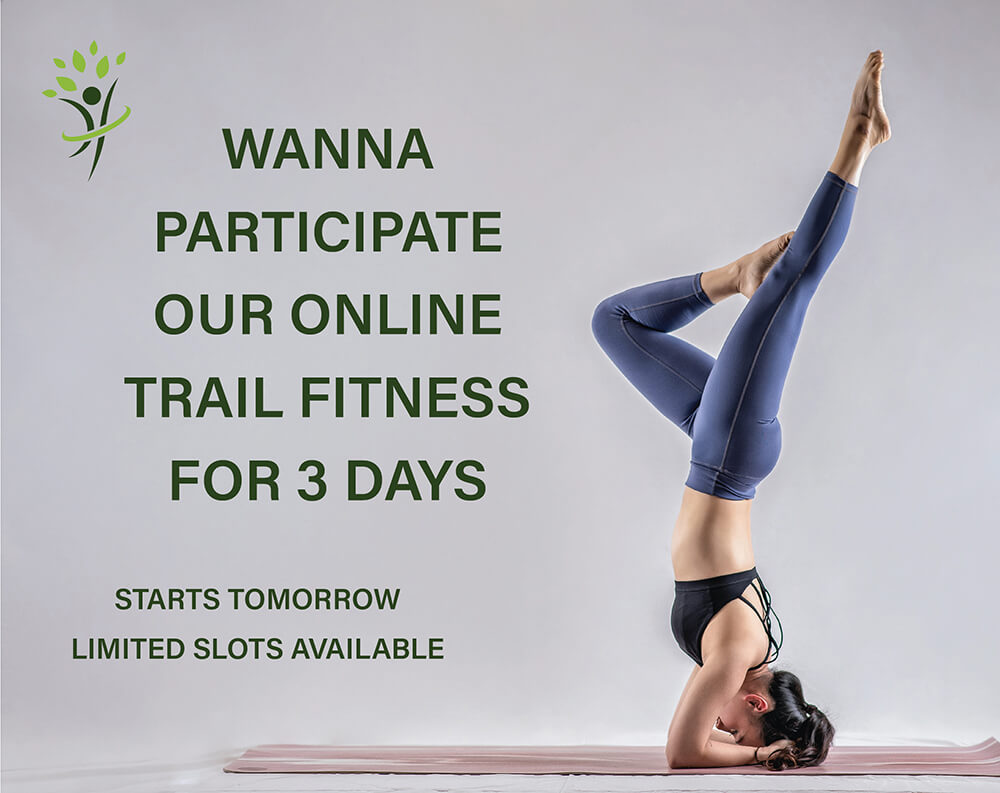 WANNA
PARTICIPATE
OUR ONLINE
TRAIL FITNESS
FOR 3 DAYS
STARTS TOMORROW
LIMITED SLOTS AVAILABLE